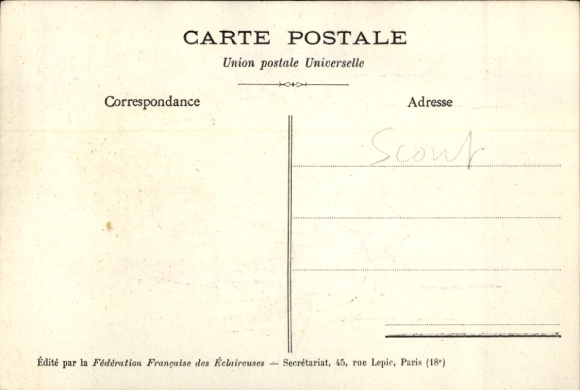 CARTE POSTALE
Union postale Universelle
Correspondance
Adresse
Scout
Édité par la Fédération Française des Éclaireuses — Secrétariat, 45, rue Lepic, Paris (18e)